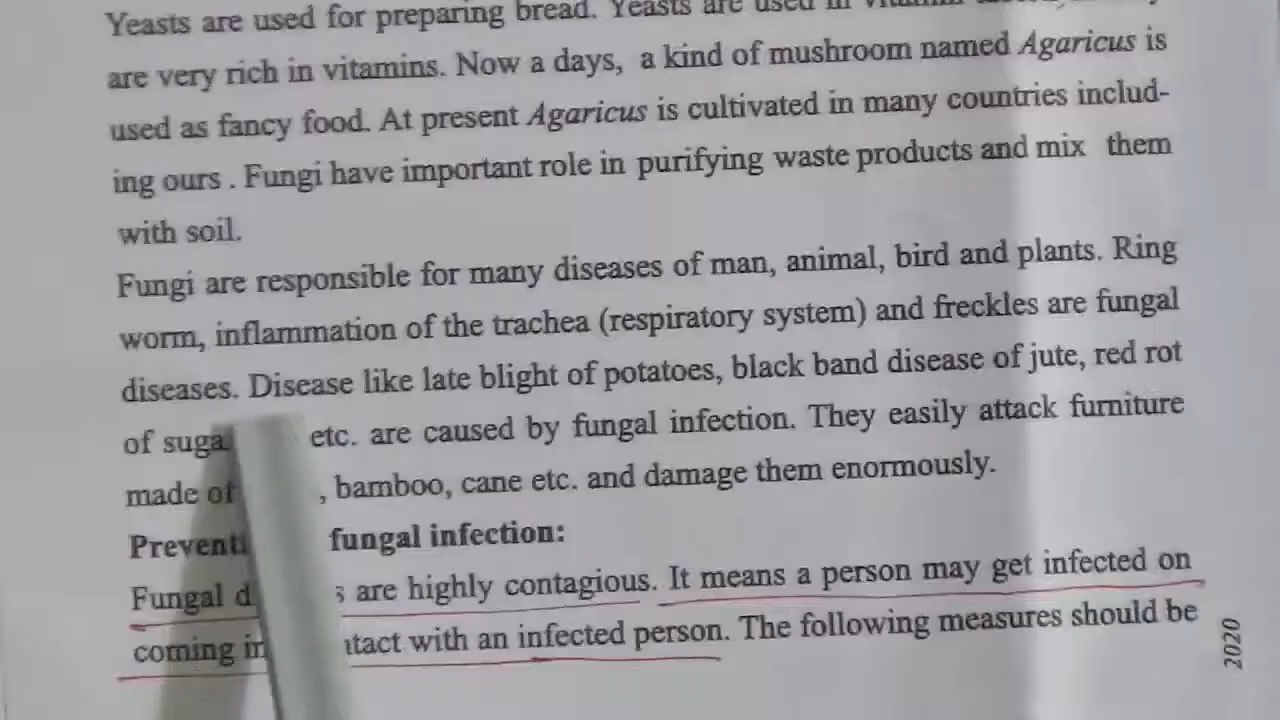 Yeasts are used for preparing bread. Yeasts are used in vitamin
are very rich in vitamins. Now a days, a kind of mushroom named Agaricus is
used as fancy food. At present Agaricus is cultivated in many countries includ-
ing ours . Fungi have important role in purifying waste products and mix them
with soil.
Fungi are responsible for many diseases of man, animal, bird and plants. Ring
worm, inflammation of the trachea (respiratory system) and freckles are fungal
diseases. Disease like late blight of potatoes, black band disease of jute, red rot
of etc. are caused by fungal infection. They easily attack furniture
made of , bamboo, cane etc. and damage them enormously.
fungal infection:
Fungal are highly contagious. It means a person may get infected on
coming with an infected person. The following measures should be
2020